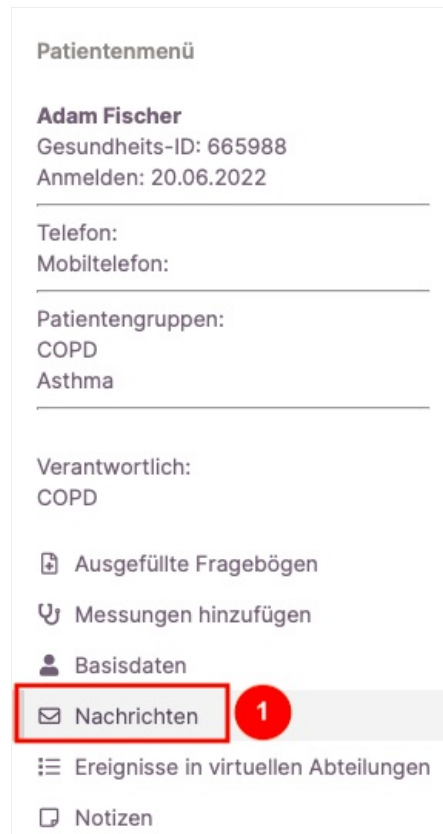 Patientenmenü
Adam Fischer
Gesundheits-ID: 665988
Anmelden: 20.06.2022
Telefon:
Mobiltelefon:
Patientengruppen:
COPD
Asthma
Verantwortlich:
COPD
Ausgefüllte Fragebögen
Messungen hinzufügen
Basisdaten
Nachrichten 1
Ereignisse in virtuellen Abteilungen
Notizen